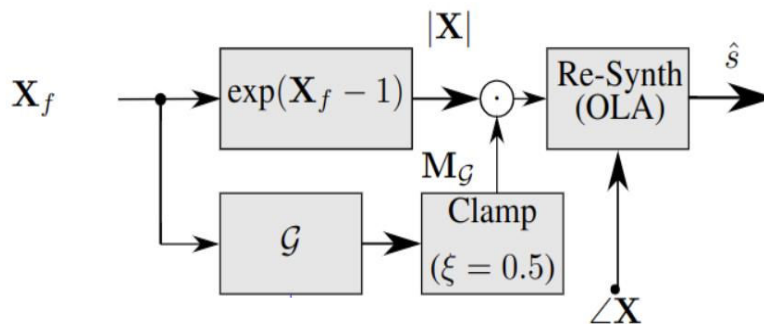 |𝐗|
𝐗_f
exp(𝐗_f − 1)
⊙
Re-Synth
(OLA)
ŝ
𝐌_𝒢
𝒢
Clamp
(ξ = 0.5)
∠𝐗